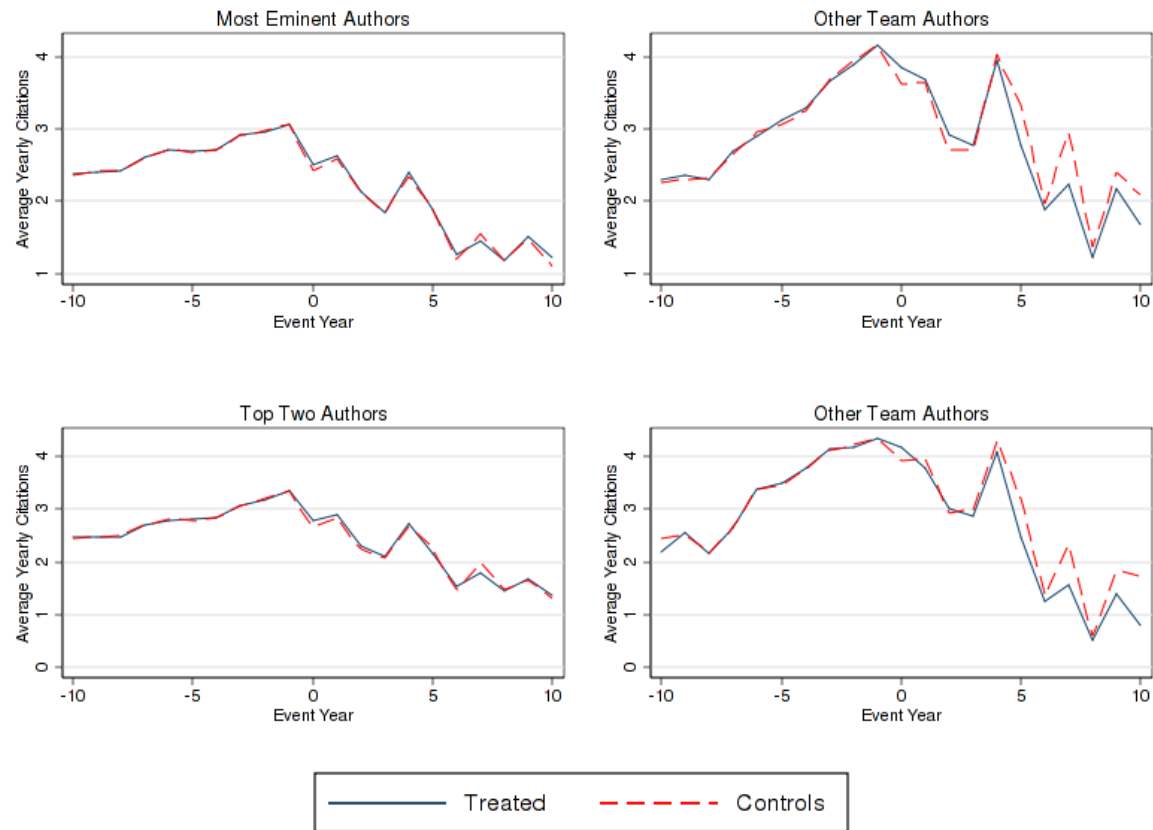 Most Eminent Authors
Average Yearly Citations
4
3
2
1
-10 -5 0 5 10
Event Year
Other Team Authors
Average Yearly Citations
4
3
2
1
-10 -5 0 5 10
Event Year
Top Two Authors
Average Yearly Citations
4
3
2
1
0
-10 -5 0 5 10
Event Year
Other Team Authors
Average Yearly Citations
4
3
2
1
0
-10 -5 0 5 10
Event Year
Treated Controls